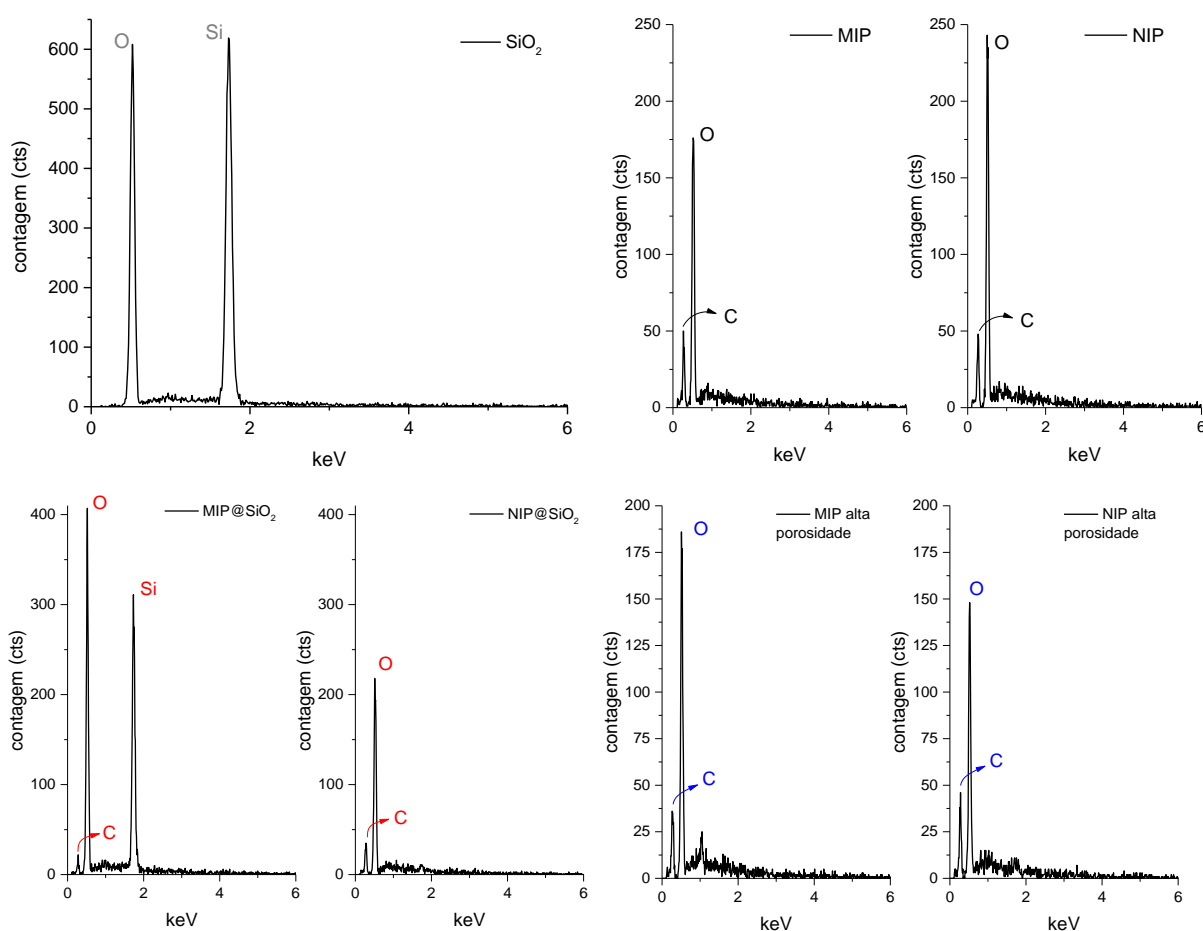 SiO2
O
Si
600
500
400
300
200
100
0
contagem (cts)
0 2 4 6
keV
MIP
O
C
250
200
150
100
50
0
contagem (cts)
0 2 4 6
keV
NIP
O
C
250
200
150
100
50
0
contagem (cts)
0 2 4 6
keV
MIP@SiO2
O
Si
C
400
300
200
100
0
contagem (cts)
0 2 4 6
keV
NIP@SiO2
O
C
400
300
200
100
0
contagem (cts)
0 2 4 6
keV
MIP alta
porosidade
O
C
200
175
150
125
100
75
50
25
0
contagem (cts)
0 2 4 6
keV
NIP alta
porosidade
O
C
200
175
150
125
100
75
50
25
0
contagem (cts)
0 2 4 6
keV